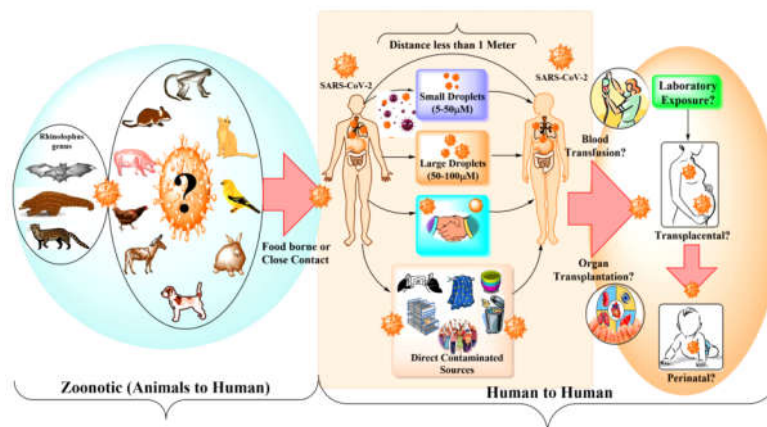 Rhinolophus
genus
?
Food borne or
Close Contact
Zoonotic (Animals to Human)
Distance less than 1 Meter
SARS-CoV-2
SARS-CoV-2
Small Droplets
(5-50μM)
Large Droplets
(50-100μM)
Direct Contaminated
Sources
Human to Human
Blood
Transfusion?
Organ
Transplantation?
Laboratory
Exposure?
Transplacental?
Perinatal?